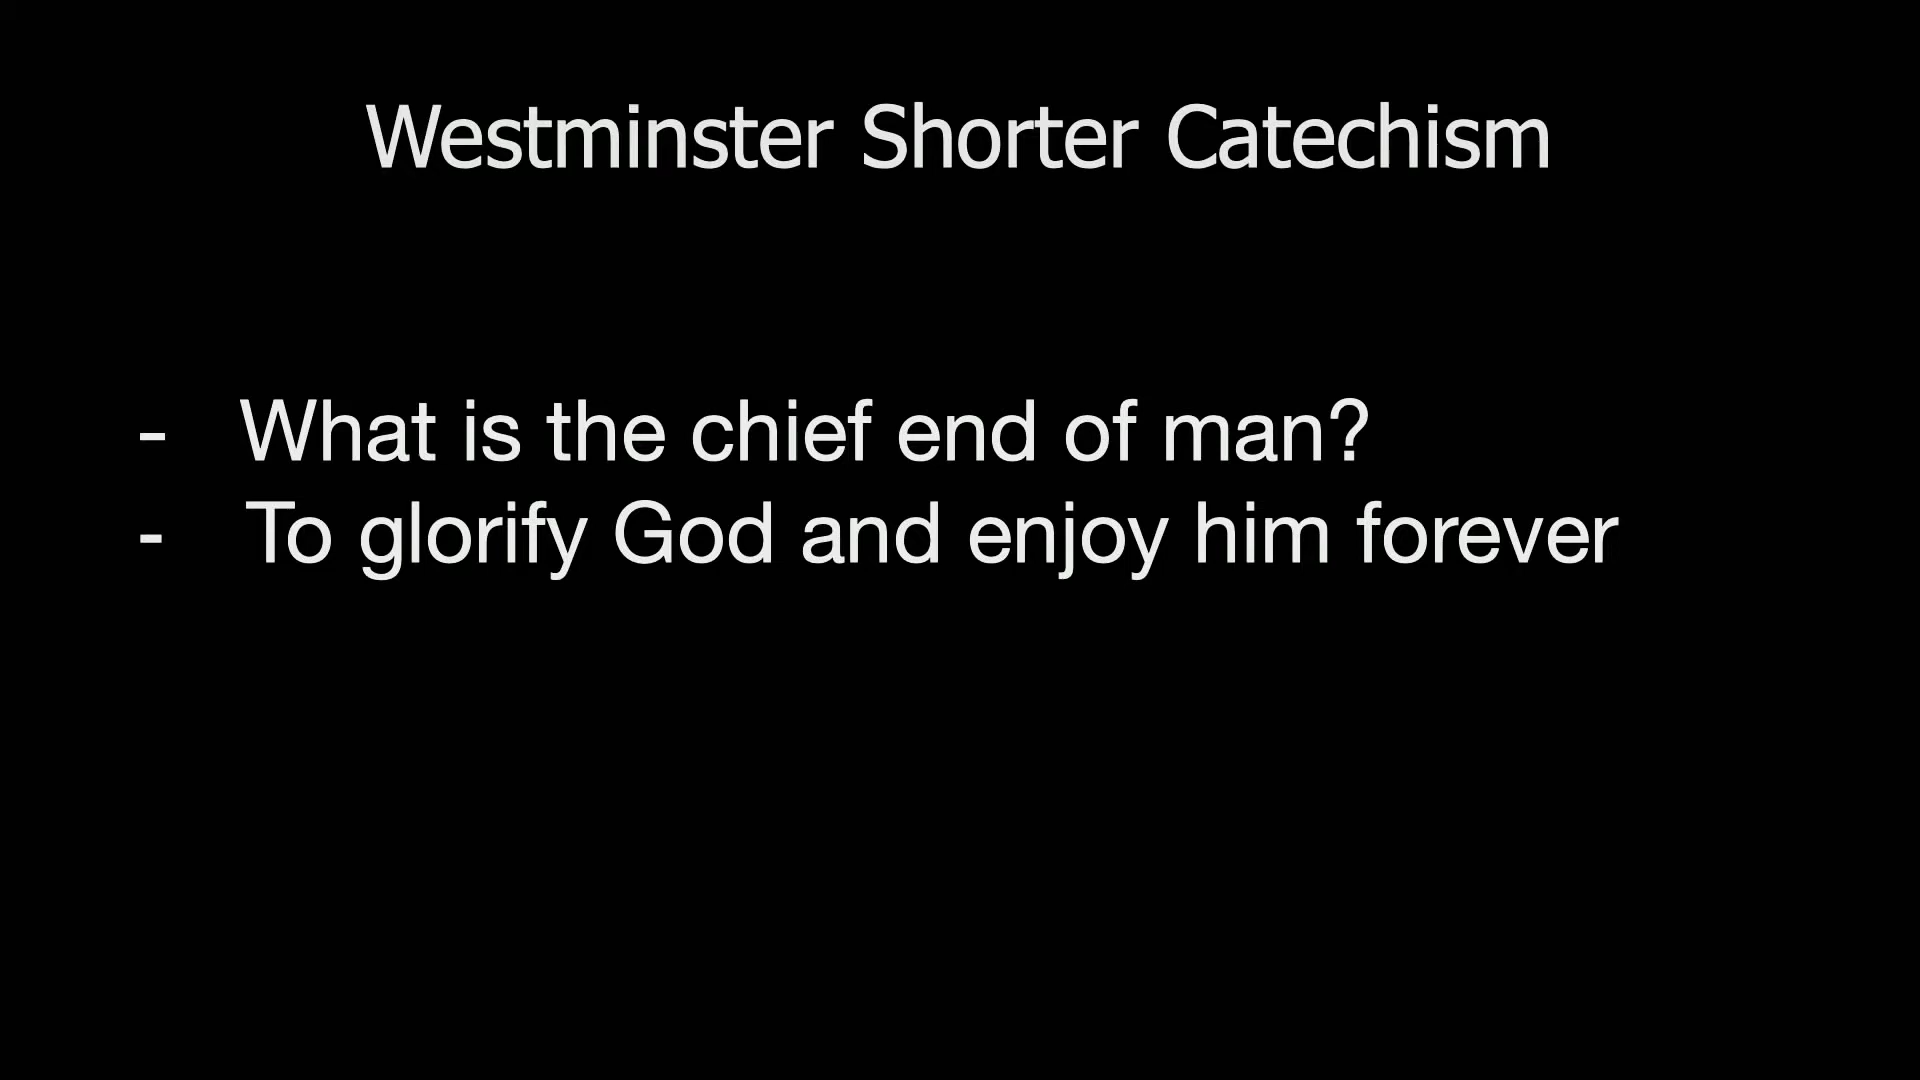 Westminster Shorter Catechism
- What is the chief end of man?
- To glorify God and enjoy him forever